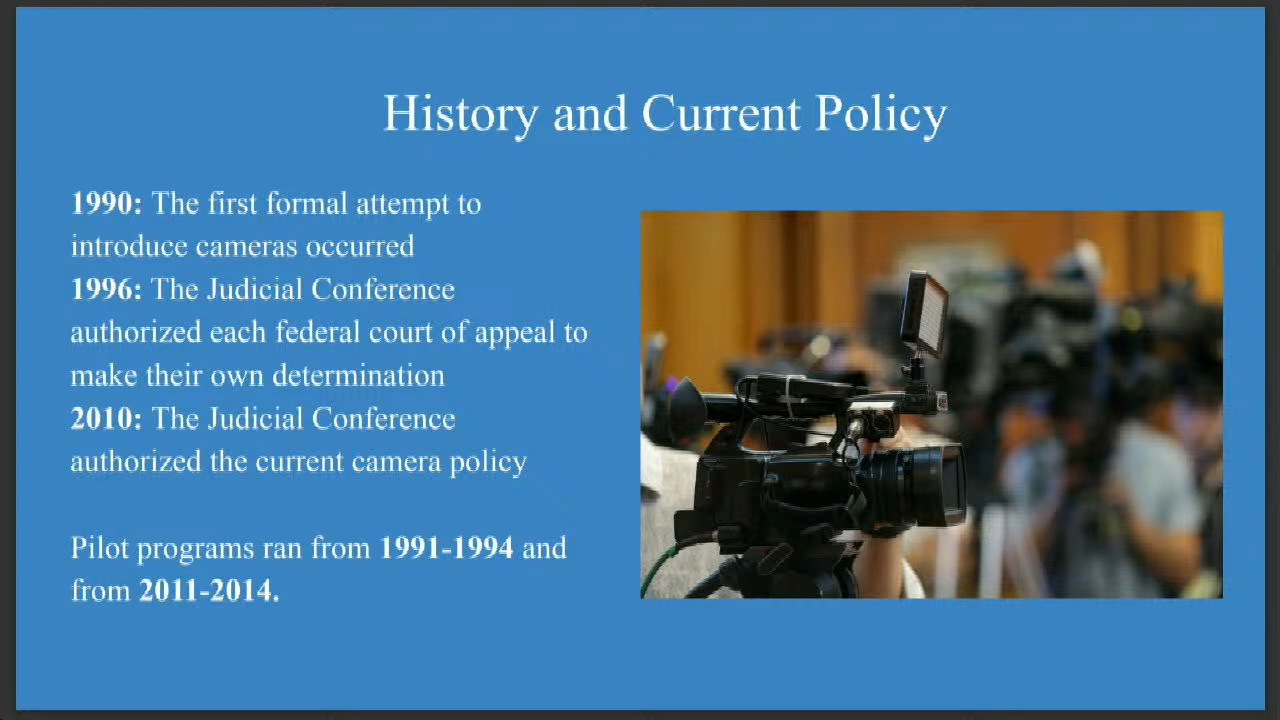 History and Current Policy
1990: The first formal attempt to
introduce cameras occurred
1996: The Judicial Conference
authorized each federal court of appeal to
make their own determination
2010: The Judicial Conference
authorized the current camera policy
Pilot programs ran from 1991-1994 and
from 2011-2014.